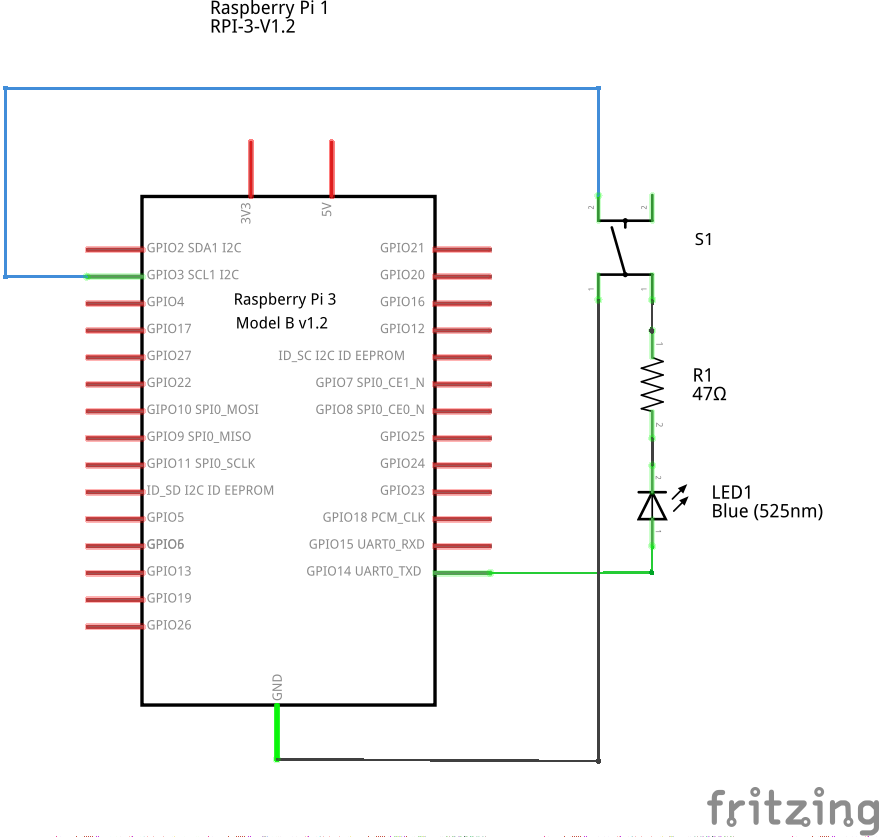 Raspberry Pi 1
RPI-3-V1.2
3V3
5V
2
2
S1
1
1
GPIO2 SDA1 I2C
GPIO3 SCL1 I2C
GPIO4
GPIO17
GPIO27
GPIO22
GIPO10 SPI0_MOSI
GPIO9 SPI0_MISO
GPIO11 SPI0_SCLK
ID_SD I2C ID EEPROM
GPIO5
GPIO13
GPIO19
GPIO26
Raspberry Pi 3
Model B v1.2
GPIO21
GPIO20
GPIO16
GPIO12
ID_SC I2C ID EEPROM
GPIO7 SPI0_CE1_N
GPIO8 SPI0_CE0_N
GPIO25
GPIO24
GPIO23
GPIO18 PCM_CLK
GPIO15 UART0_RXD
GPIO14 UART0_TXD
GND
1
R1
47Ω
2
2
LED1
Blue (525nm)
1
fritzing